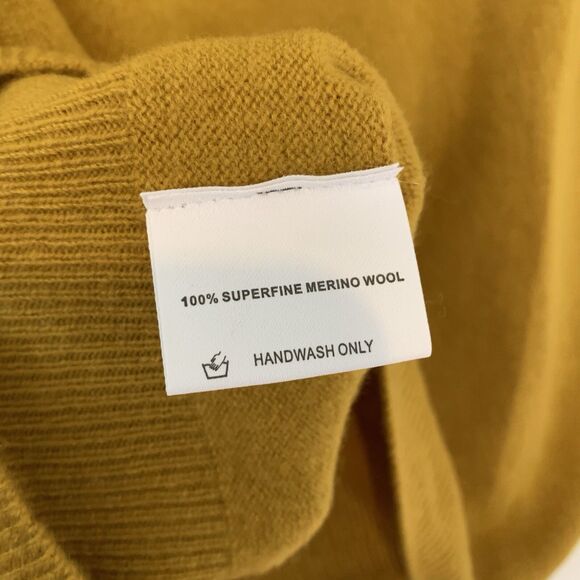 100% SUPERFINE MERINO WOOL
HANDWASH ONLY